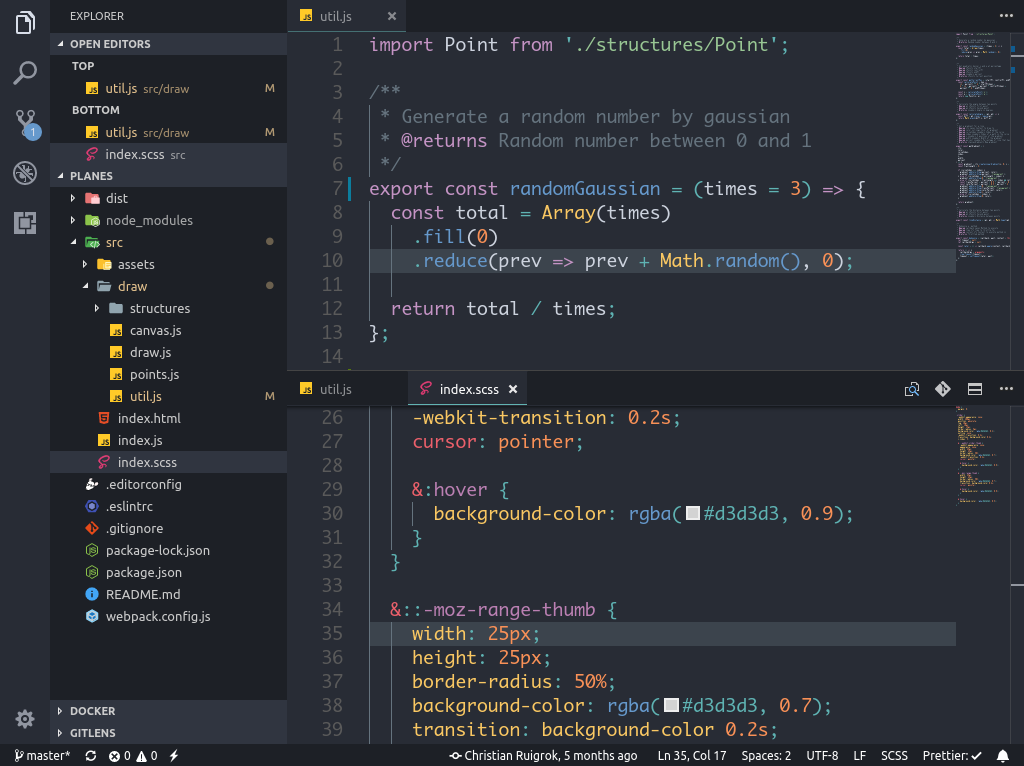 EXPLORER
OPEN EDITORS
TOP
util.js src/draw M
BOTTOM
util.js src/draw M
index.scss src
PLANES
dist
node_modules
src
assets
draw
structures
canvas.js
draw.js
points.js
util.js M
index.html
index.js
index.scss
.editorconfig
.eslintrc
.gitignore
package-lock.json
package.json
README.md
webpack.config.js
DOCKER
GITLENS
1
util.js
1 import Point from './structures/Point';
2
3 /**
4 * Generate a random number by gaussian
5 * @returns Random number between 0 and 1
6 */
7 export const randomGaussian = (times = 3) => {
8 const total = Array(times)
9 .fill(0)
10 .reduce(prev => prev + Math.random(), 0);
11
12 return total / times;
13 };
14
util.js index.scss
26 -webkit-transition: 0.2s;
27 cursor: pointer;
28
29 &:hover {
30 background-color: rgba(#d3d3d3, 0.9);
31 }
32 }
33
34 &::-moz-range-thumb {
35 width: 25px;
36 height: 25px;
37 border-radius: 50%;
38 background-color: rgba(#d3d3d3, 0.7);
39 transition: background-color 0.2s;
master* 0 0 Christian Ruigrok, 5 months ago Ln 35, Col 17 Spaces: 2 UTF-8 LF SCSS Prettier: ✓